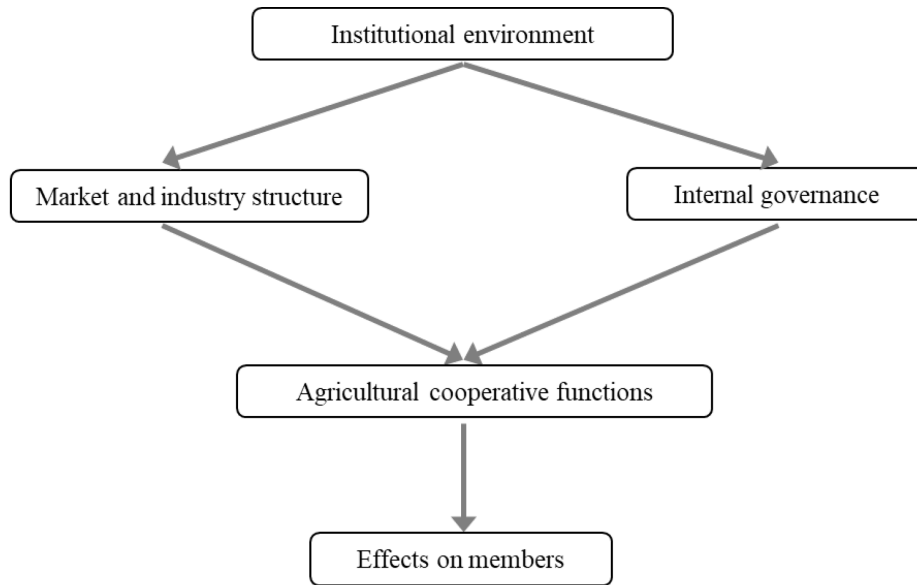 Institutional environment
Market and industry structure
Internal governance
Agricultural cooperative functions
Effects on members